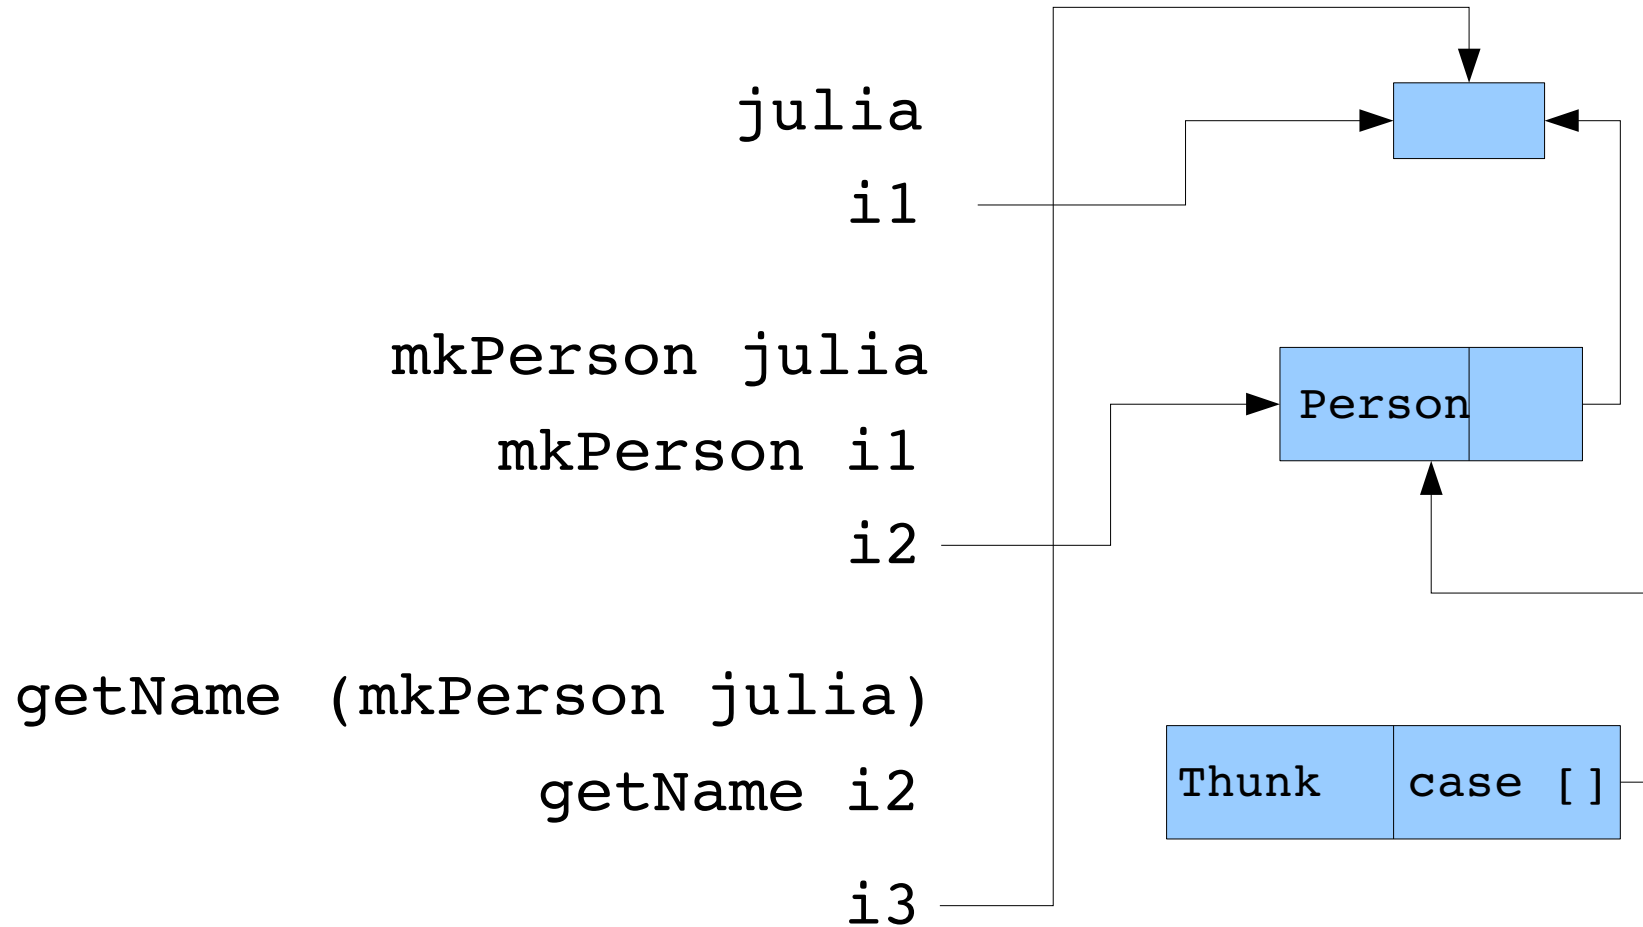 julia
i1
mkPerson julia
Person
mkPerson i1
i2
getName (mkPerson julia)
getName i2
Thunk
case []
i3